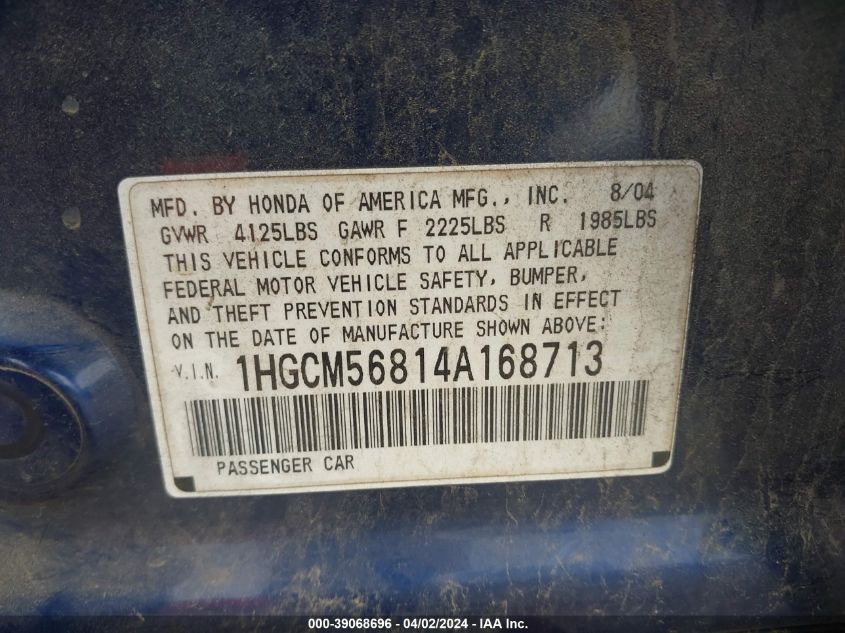 MFD. BY HONDA OF AMERICA MFG., INC. 8/04
GVWR 4125LBS GAWR F 2225LBS R 1985LBS
THIS VEHICLE CONFORMS TO ALL APPLICABLE
FEDERAL MOTOR VEHICLE SAFETY, BUMPER,
AND THEFT PREVENTION STANDARDS IN EFFECT
ON THE DATE OF MANUFACTURE SHOWN ABOVE:
V.I.N. 1HGCM56814A168713
PASSENGER CAR
000-39068696 - 04/02/2024 - IAA Inc.